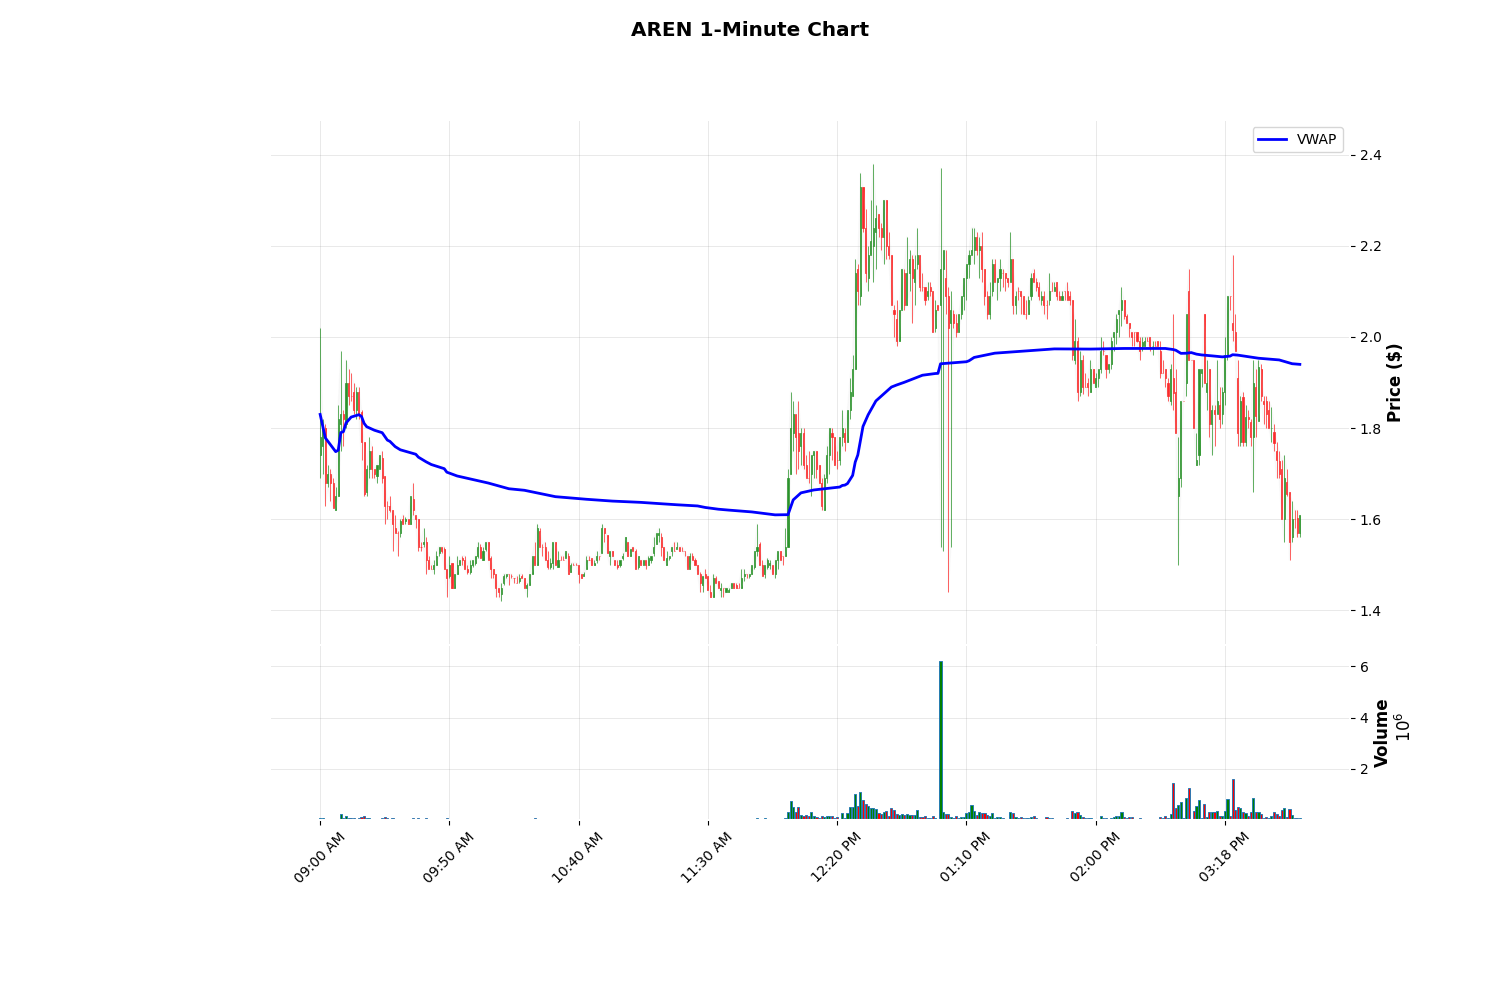 AREN 1-Minute Chart
VWAP
2.4
2.2
2.0
1.8
1.6
1.4
Price ($)
6
4
2
Volume
10^6
09:00 AM
09:50 AM
10:40 AM
11:30 AM
12:20 PM
01:10 PM
02:00 PM
03:18 PM